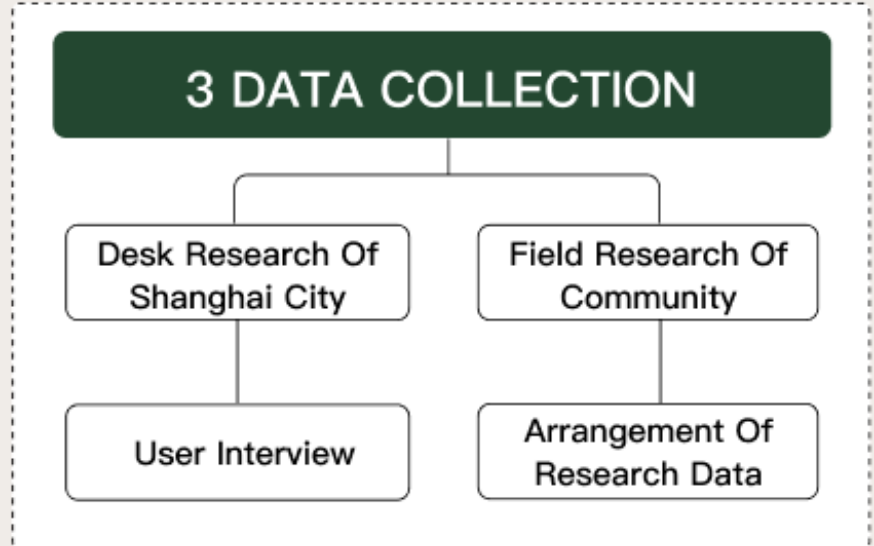 3 DATA COLLECTION
Desk Research Of
Shanghai City
Field Research Of
Community
User Interview
Arrangement Of
Research Data